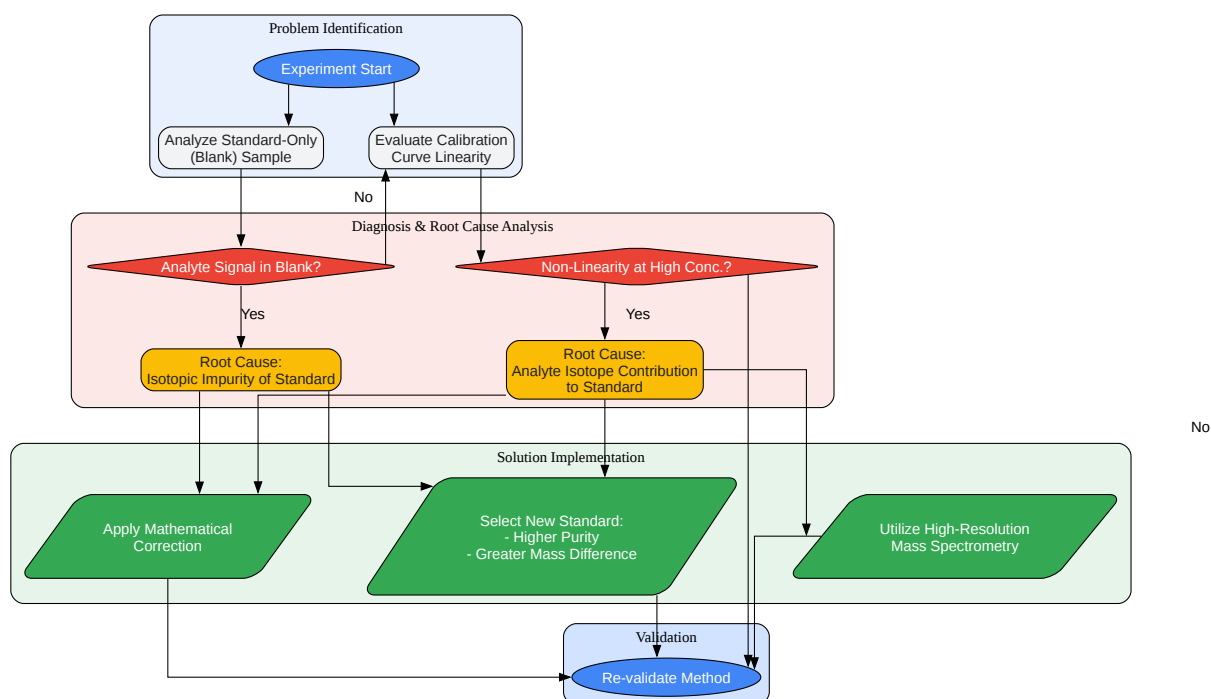 Problem Identification
Experiment Start
Analyze Standard-Only
(Blank) Sample
Evaluate Calibration
Curve Linearity
No
Diagnosis & Root Cause Analysis
Analyte Signal in Blank?
Non-Linearity at High Conc.?
Yes
Yes
Root Cause:
Isotopic Impurity of Standard
Root Cause:
Analyte Isotope Contribution
to Standard
No
Solution Implementation
Apply Mathematical
Correction
Select New Standard:
- Higher Purity
- Greater Mass Difference
Utilize High-Resolution
Mass Spectrometry
Validation
Re-validate Method